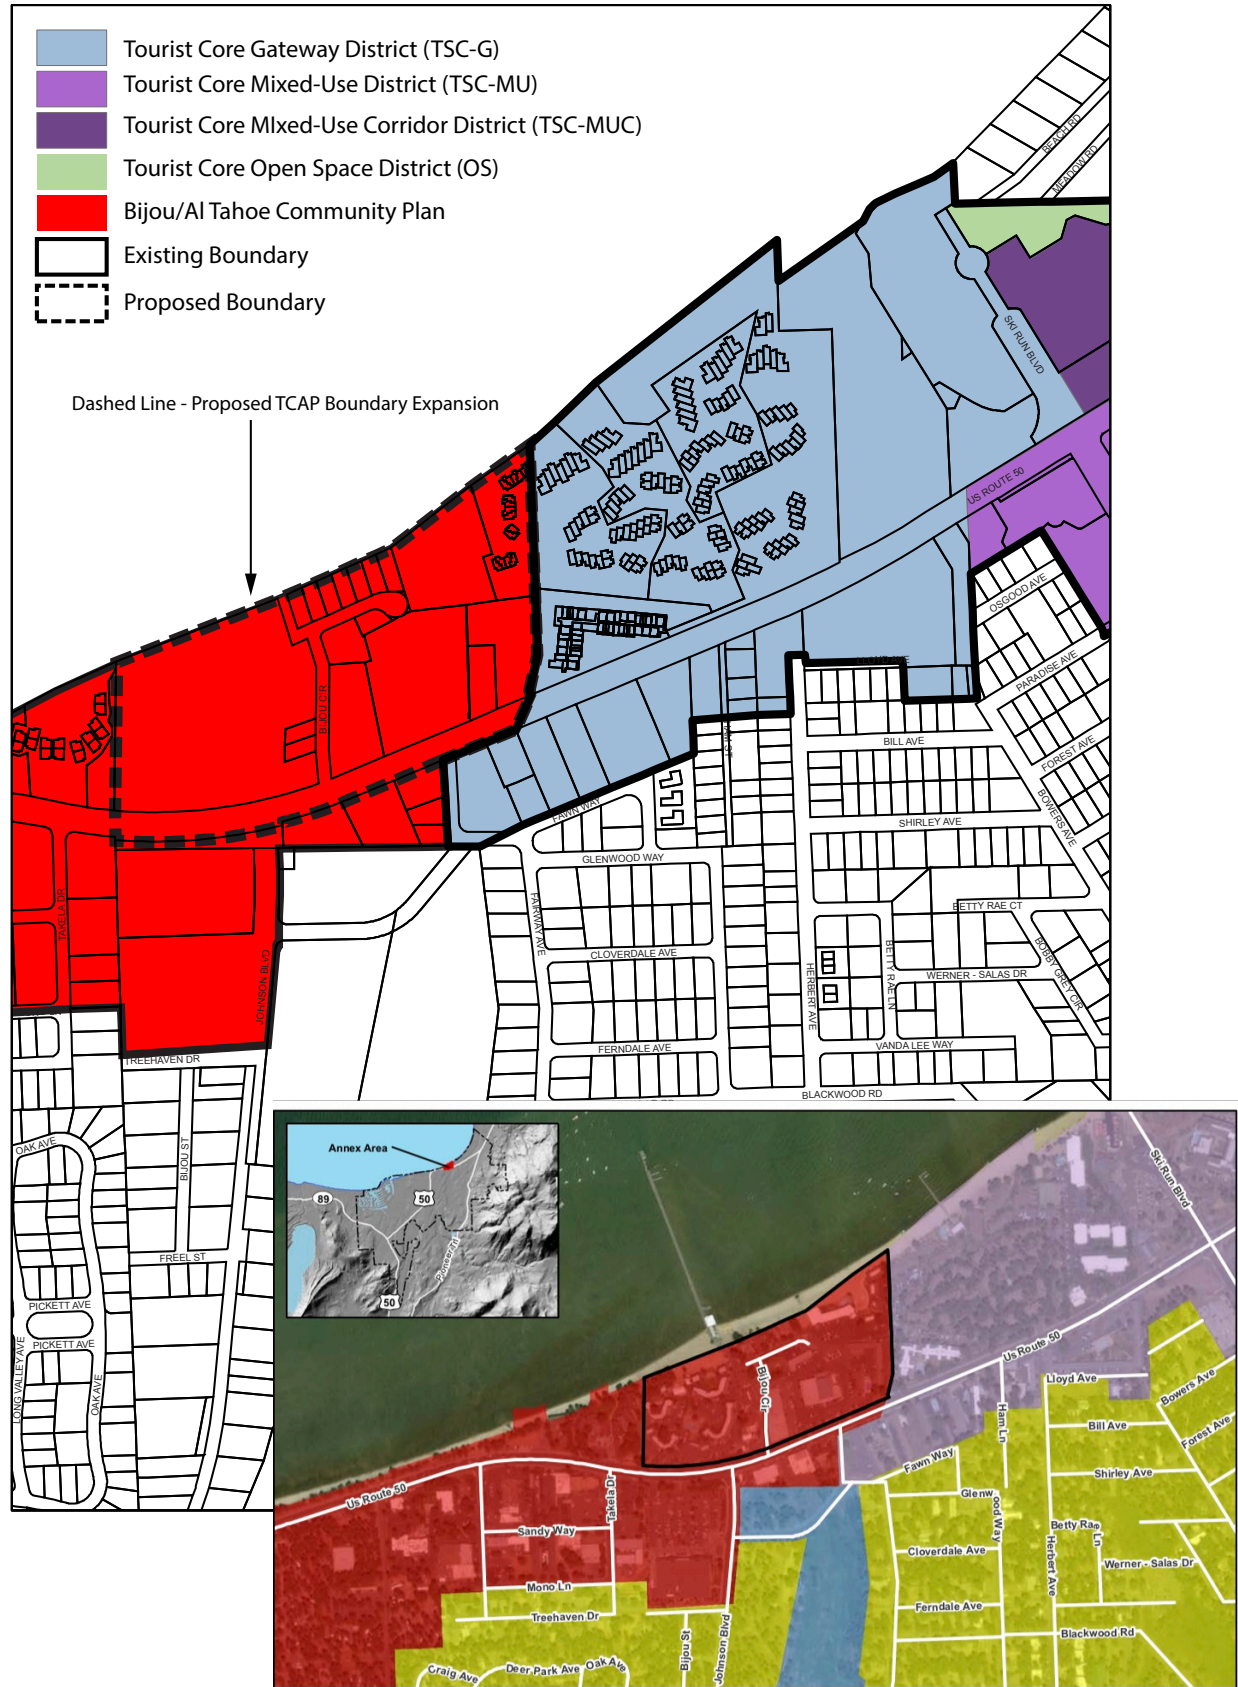 Tourist Core Gateway District (TSC-G)
Tourist Core Mixed-Use District (TSC-MU)
Tourist Core MIxed-Use Corridor District (TSC-MUC)
Tourist Core Open Space District (OS)
Bijou/Al Tahoe Community Plan
Existing Boundary
Proposed Boundary
Dashed Line - Proposed TCAP Boundary Expansion
BEACH RD
MEADOW RD
SKI RUN BLVD
US ROUTE 50
OSGOOD AVE
PARADISE AVE
FOREST AVE
BOWERS AVE
BILL AVE
SHIRLEY AVE
BIJOU CIR
FAWN WAY
GLENWOOD WAY
FAIRWAY AVE
CLOVERDALE AVE
FERNDALE AVE
HERBERT AVE
BETTY RAE LN
BETTY RAE CT
WERNER - SALAS DR
BOBBY GREY CIR
VANDA LEE WAY
BLACKWOOD RD
TAKELA DR
JOHNSON BLVD
TREEHAVEN DR
OAK AVE
BIJOU ST
FREEL ST
PICKETT AVE
PICKETT AVE
LONG VALLEY AVE
OAK AVE
Annex Area
89
50
50
Pioneer Trl
Ski Run Blvd
Us Route 50
Bijou Cir
Lloyd Ave
Bowers Ave
Bill Ave
Forest Ave
Ham Ln
Fawn Way
Shirley Ave
Us Route 50
Takela Dr
Glenwood Way
Sandy Way
Betty Rae Ln
Cloverdale Ave
Herbert Ave
Werner - Salas Dr
Mono Ln
Treehaven Dr
Ferndale Ave
Blackwood Rd
Bijou St
Johnson Blvd
Craig Ave
Deer Park Ave
Oak Ave